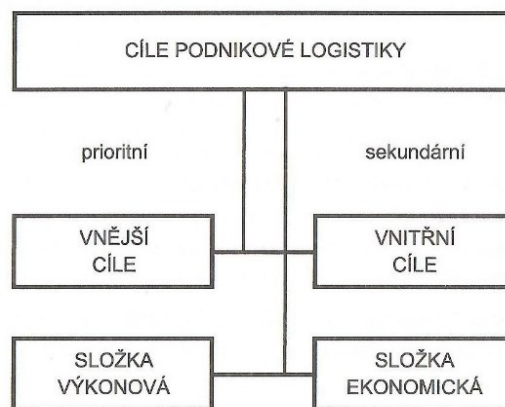 CÍLE PODNIKOVÉ LOGISTIKY
prioritní
sekundární
VNĚJŠÍ
CÍLE
VNITŘNÍ
CÍLE
SLOŽKA
VÝKONOVÁ
SLOŽKA
EKONOMICKÁ